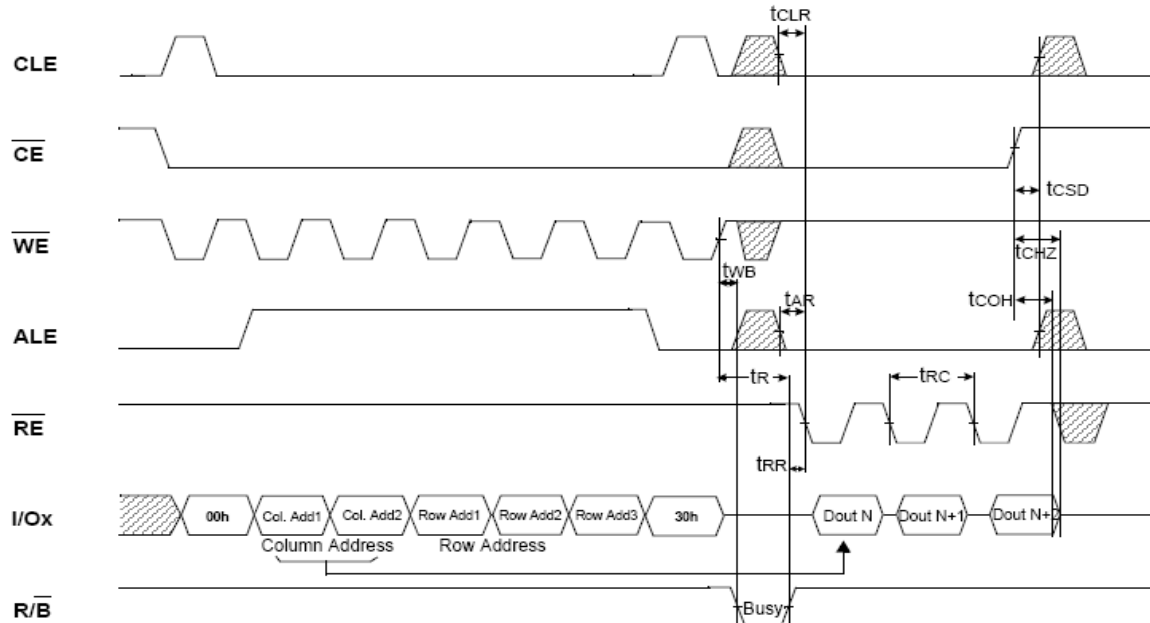 tCLR
CLE
CE
tCSD
WE
tCHZ
tWB
tAR
tCOH
ALE
tR
tRC
RE
tRR
I/Ox 00h Col. Add1 Col. Add2 Row Add1 Row Add2 Row Add3 30h Dout N Dout N+1 Dout N+2
Column Address Row Address
R/B Busy